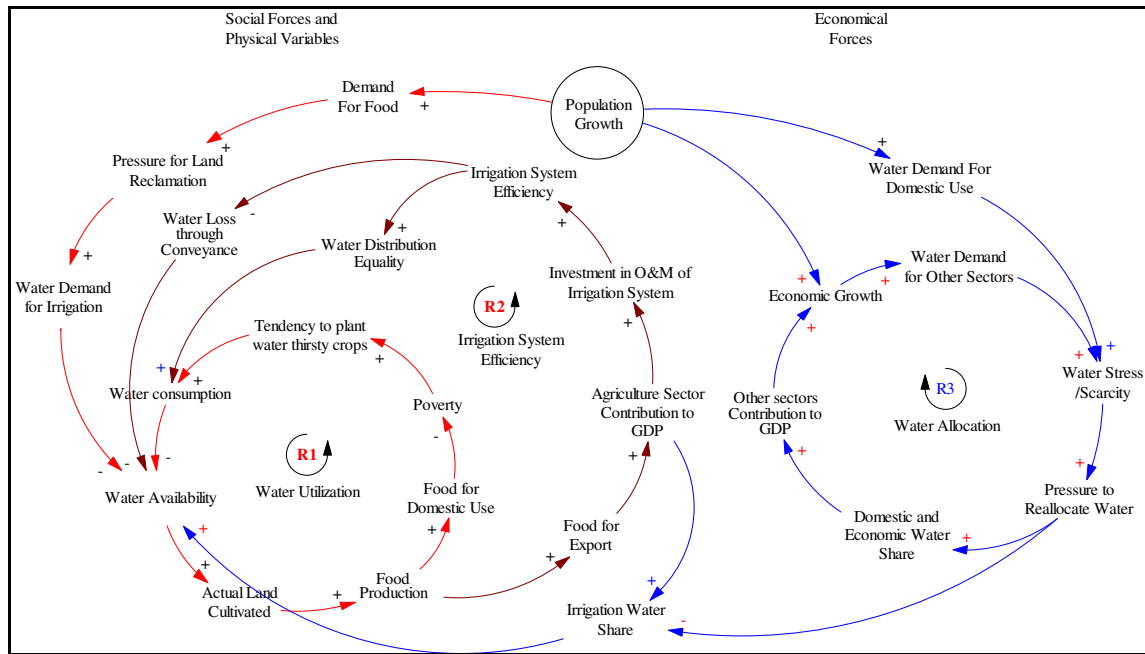 Social Forces and
Physical Variables
Economical
Forces
Demand
For Food
+
Population
Growth
+
Pressure for Land
Reclamation
+
Water Demand For
Domestic Use
Irrigation System
Efficiency
Water Loss
through
Conveyance
-
+
+
Water Distribution
Equality
+
Water Demand
for Irrigation
Investment in O&M of
Irrigation System
+
Water Demand
for Other Sectors
+
+
Economic Growth
+
R2
Irrigation System
Efficiency
Tendency to plant
water thirsty crops
+
+
+
+
+
Water Stress
/Scarcity
+
+
Water consumption
Poverty
-
Agriculture Sector
Contribution to
GDP
+
Other sectors
Contribution to
GDP
+
R3
Water Allocation
R1
Water Utilization
-
-
-
Water Availability
+
Food for
Domestic Use
+
+
Pressure to
Reallocate Water
Food for
Export
+
Domestic and
Economic Water
Share
+
+
Actual Land
Cultivated
+
Food
Production
+
Irrigation Water
Share
-